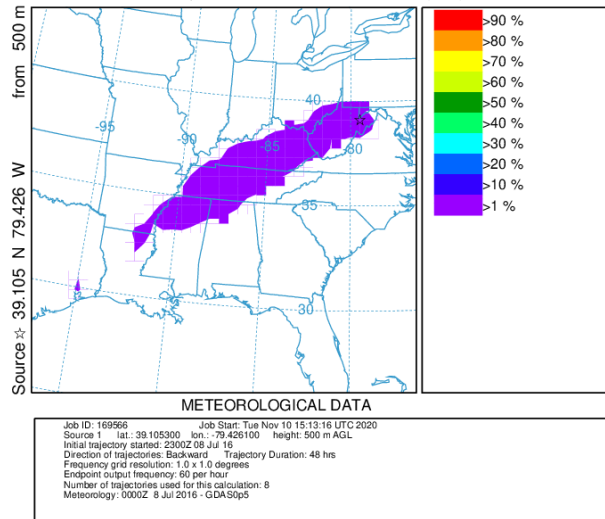 Source ☆ 39.105 N 79.426 W from 500 m
>90 %
>80 %
>70 %
>60 %
>50 %
>40 %
>30 %
>20 %
>10 %
>1 %
40
-95
-90
-85
-80
35
30
METEOROLOGICAL DATA
Job ID: 169566 Job Start: Tue Nov 10 15:13:16 UTC 2020
Source 1 lat.: 39.105300 lon.: -79.426100 height: 500 m AGL
Initial trajectory started: 2300Z 08 Jul 16
Direction of trajectories: Backward Trajectory Duration: 48 hrs
Frequency grid resolution: 1.0 x 1.0 degrees
Endpoint output frequency: 60 per hour
Number of trajectories used for this calculation: 8
Meteorology: 0000Z 8 Jul 2016 - GDAS0p5